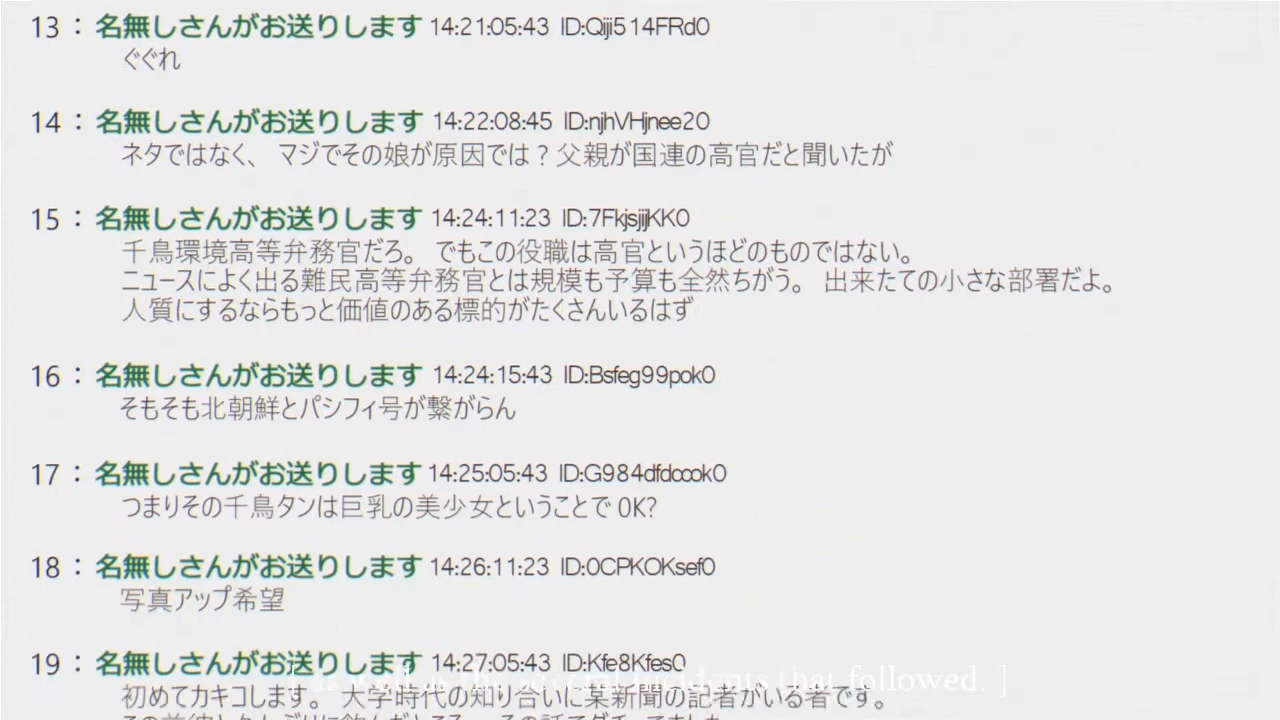 13 : 名無しさんがお送りします 14:21:05:43 ID:Qiji514FRd0
ぐぐれ
14 : 名無しさんがお送りします 14:22:08:45 ID:njhVHjnee20
ネタではなく、 マジでその娘が原因では?父親が国連の高官だと聞いたが
15 : 名無しさんがお送りします 14:24:11:23 ID:7FkjsjijKK0
千鳥環境高等弁務官だろ。 でもこの役職は高官というほどのものではない。
ニュースによく出る難民高等弁務官とは規模も予算も全然ちがう。 出来たての小さな部署だよ。
人質にするならもっと価値のある標的がたくさんいるはず
16 : 名無しさんがお送りします 14:24:15:43 ID:Bsfeg99pok0
そもそも北朝鮮とパシフィ号が繋がらん
17 : 名無しさんがお送りします 14:25:05:43 ID:G984dfdcook0
つまりその千鳥タンは巨乳の美少女ということで OK?
18 : 名無しさんがお送りします 14:26:11:23 ID:0CPKOKsef0
写真アップ希望
19 : 名無しさんがお送りします 14:27:05:43 ID:Kfe8Kfes0
[ as well as the several incidents that followed. ]
初めてカキコします。 大学時代の知り合いに某新聞の記者がいる者です。